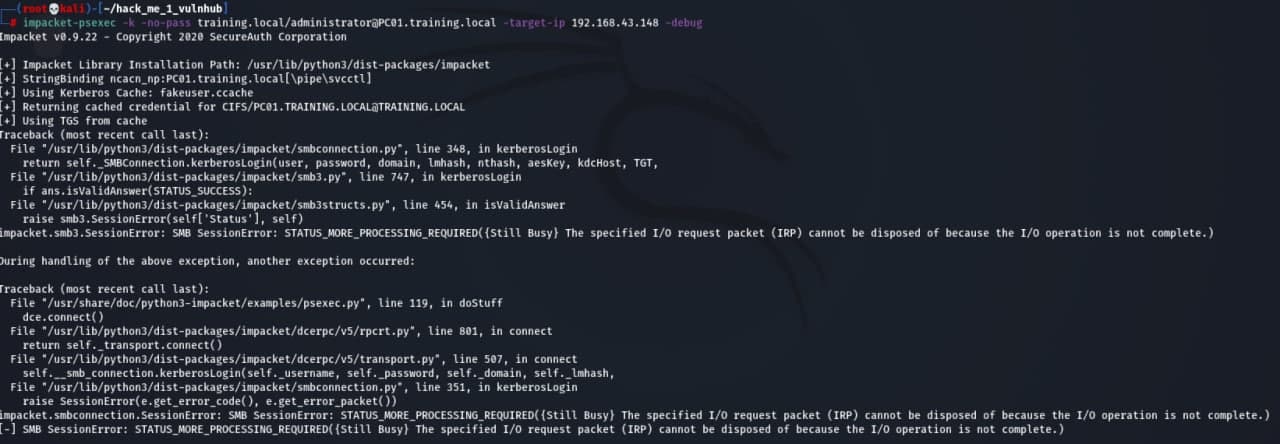 (root💀kali)-[~/hack_me_1_vulnhub]
# impacket-psexec -k -no-pass training.local/administrator@PC01.training.local -target-ip 192.168.43.148 -debug
Impacket v0.9.22 - Copyright 2020 SecureAuth Corporation
[+] Impacket Library Installation Path: /usr/lib/python3/dist-packages/impacket
[+] StringBinding ncacn_np:PC01.training.local[\pipe\svcctl]
[+] Using Kerberos Cache: fakeuser.ccache
[+] Returning cached credential for CIFS/PC01.TRAINING.LOCAL@TRAINING.LOCAL
[+] Using TGS from cache
Traceback (most recent call last):
File "/usr/lib/python3/dist-packages/impacket/smbconnection.py", line 348, in kerberosLogin
return self._SMBConnection.kerberosLogin(user, password, domain, lmhash, nthash, aesKey, kdcHost, TGT,
File "/usr/lib/python3/dist-packages/impacket/smb3.py", line 747, in kerberosLogin
if ans.isValidAnswer(STATUS_SUCCESS):
File "/usr/lib/python3/dist-packages/impacket/smb3structs.py", line 454, in isValidAnswer
raise smb3.SessionError(self['Status'], self)
impacket.smb3.SessionError: SMB SessionError: STATUS_MORE_PROCESSING_REQUIRED({Still Busy} The specified I/O request packet (IRP) cannot be disposed of because the I/O operation is not complete.)
During handling of the above exception, another exception occurred:
Traceback (most recent call last):
File "/usr/share/doc/python3-impacket/examples/psexec.py", line 119, in doStuff
dce.connect()
File "/usr/lib/python3/dist-packages/impacket/dcerpc/v5/rpcrt.py", line 801, in connect
return self._transport.connect()
File "/usr/lib/python3/dist-packages/impacket/dcerpc/v5/transport.py", line 507, in connect
self.__smb_connection.kerberosLogin(self._username, self._password, self._domain, self._lmhash,
File "/usr/lib/python3/dist-packages/impacket/smbconnection.py", line 351, in kerberosLogin
raise SessionError(e.get_error_code(), e.get_error_packet())
impacket.smbconnection.SessionError: SMB SessionError: STATUS_MORE_PROCESSING_REQUIRED({Still Busy} The specified I/O request packet (IRP) cannot be disposed of because the I/O operation is not complete.)
[-] SMB SessionError: STATUS_MORE_PROCESSING_REQUIRED({Still Busy} The specified I/O request packet (IRP) cannot be disposed of because the I/O operation is not complete.)